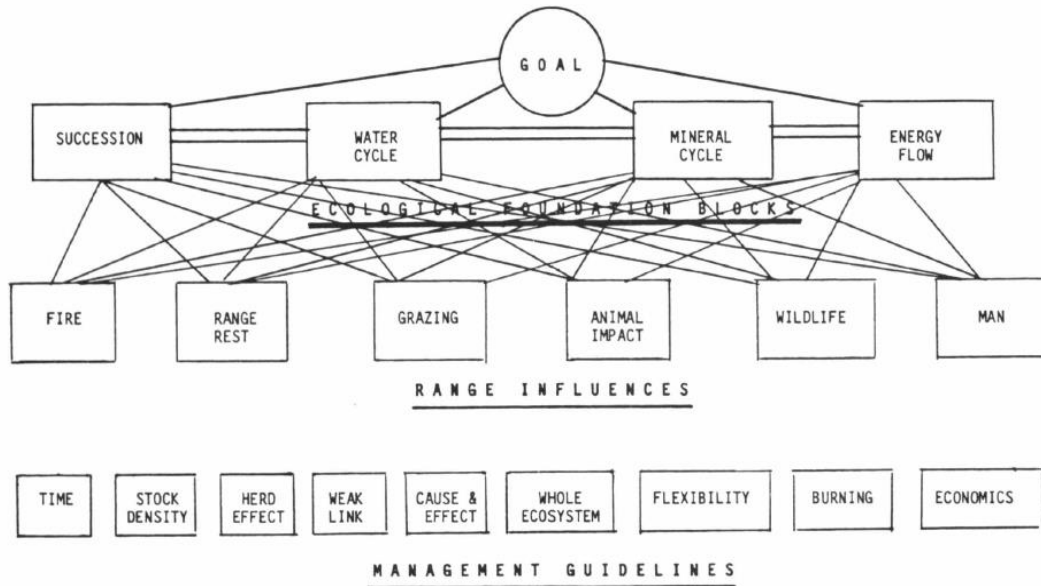 GOAL
SUCCESSION
WATER
CYCLE
MINERAL
CYCLE
ENERGY
FLOW
ECOLOGICAL FOUNDATION BLOCKS
FIRE
RANGE
REST
GRAZING
ANIMAL
IMPACT
WILDLIFE
MAN
RANGE INFLUENCES
TIME
STOCK
DENSITY
HERD
EFFECT
WEAK
LINK
CAUSE &
EFFECT
WHOLE
ECOSYSTEM
FLEXIBILITY
BURNING
ECONOMICS
MANAGEMENT GUIDELINES